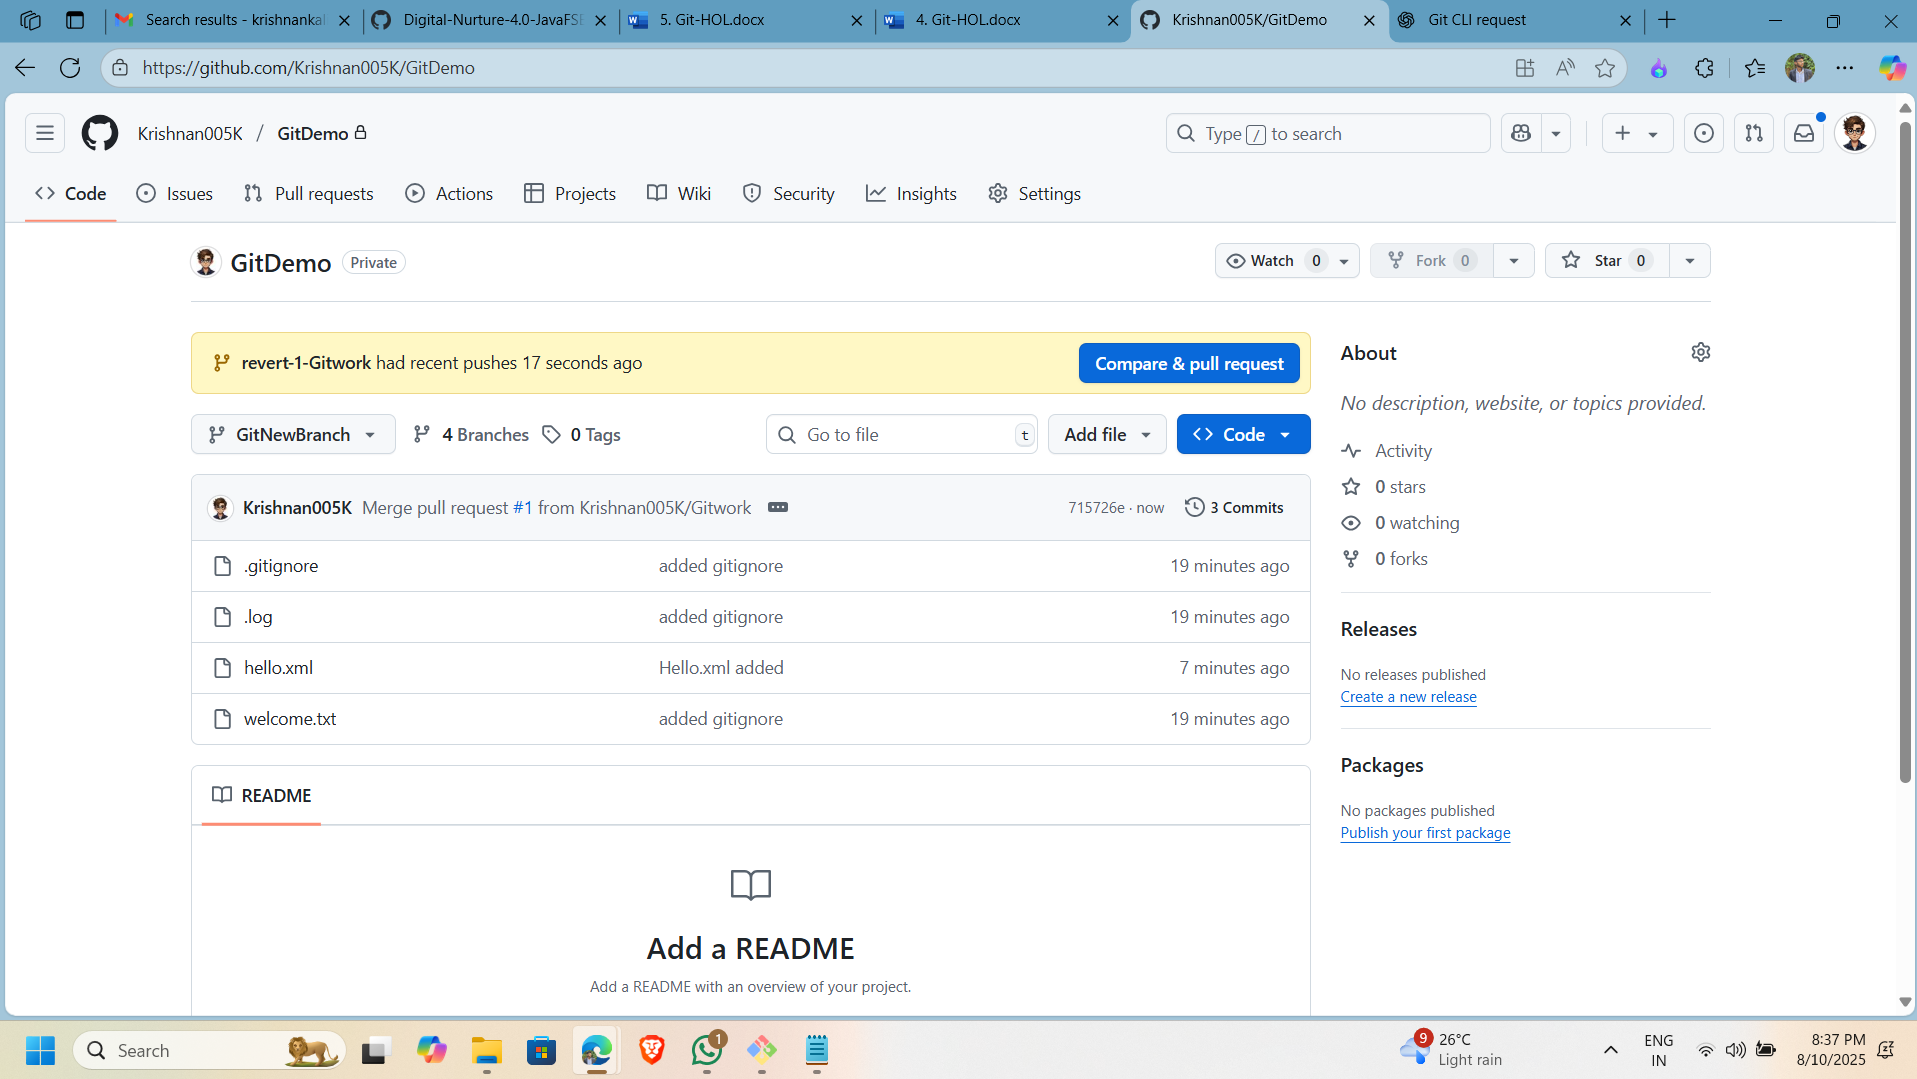 Search results - krishnankal
Digital-Nurture-4.0-JavaFSE
5. Git-HOL.docx
4. Git-HOL.docx
Krishnan005K/GitDemo
Git CLI request
https://github.com/Krishnan005K/GitDemo
Krishnan005K / GitDemo
Type / to search
Code
Issues
Pull requests
Actions
Projects
Wiki
Security
Insights
Settings
GitDemo Private
Watch 0
Fork 0
Star 0
revert-1-Gitwork had recent pushes 17 seconds ago
Compare & pull request
GitNewBranch
4 Branches
0 Tags
Go to file t
Add file
Code
Krishnan005K Merge pull request #1 from Krishnan005K/Gitwork
715726e · now
3 Commits
.gitignore added gitignore 19 minutes ago
.log added gitignore 19 minutes ago
hello.xml Hello.xml added 7 minutes ago
welcome.txt added gitignore 19 minutes ago
README
Add a README
Add a README with an overview of your project.
About
No description, website, or topics provided.
Activity
0 stars
0 watching
0 forks
Releases
No releases published
Create a new release
Packages
No packages published
Publish your first package
Search
1
9
26°C
Light rain
ENG
IN
8:37 PM
8/10/2025